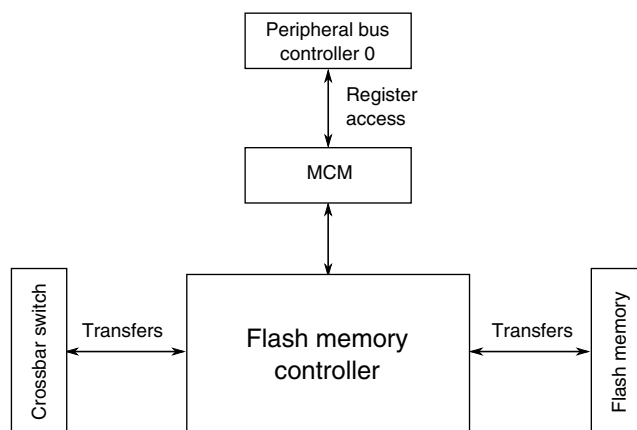 Peripheral bus
controller 0
Register
access
MCM
Crossbar switch
Transfers
Flash memory
controller
Transfers
Flash memory